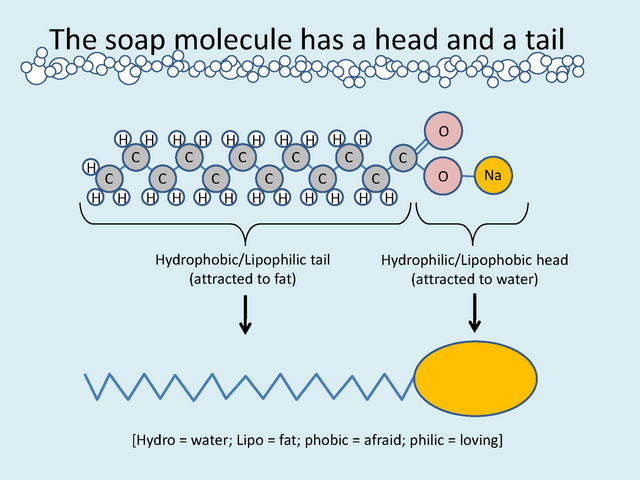 The soap molecule has a head and a tail
H H H H H H H H H H O
H C C C C C C
C C C C C C O Na
H H H H H H H H H H H H
Hydrophobic/Lipophilic tail
(attracted to fat)
Hydrophilic/Lipophobic head
(attracted to water)
[Hydro = water; Lipo = fat; phobic = afraid; philic = loving]